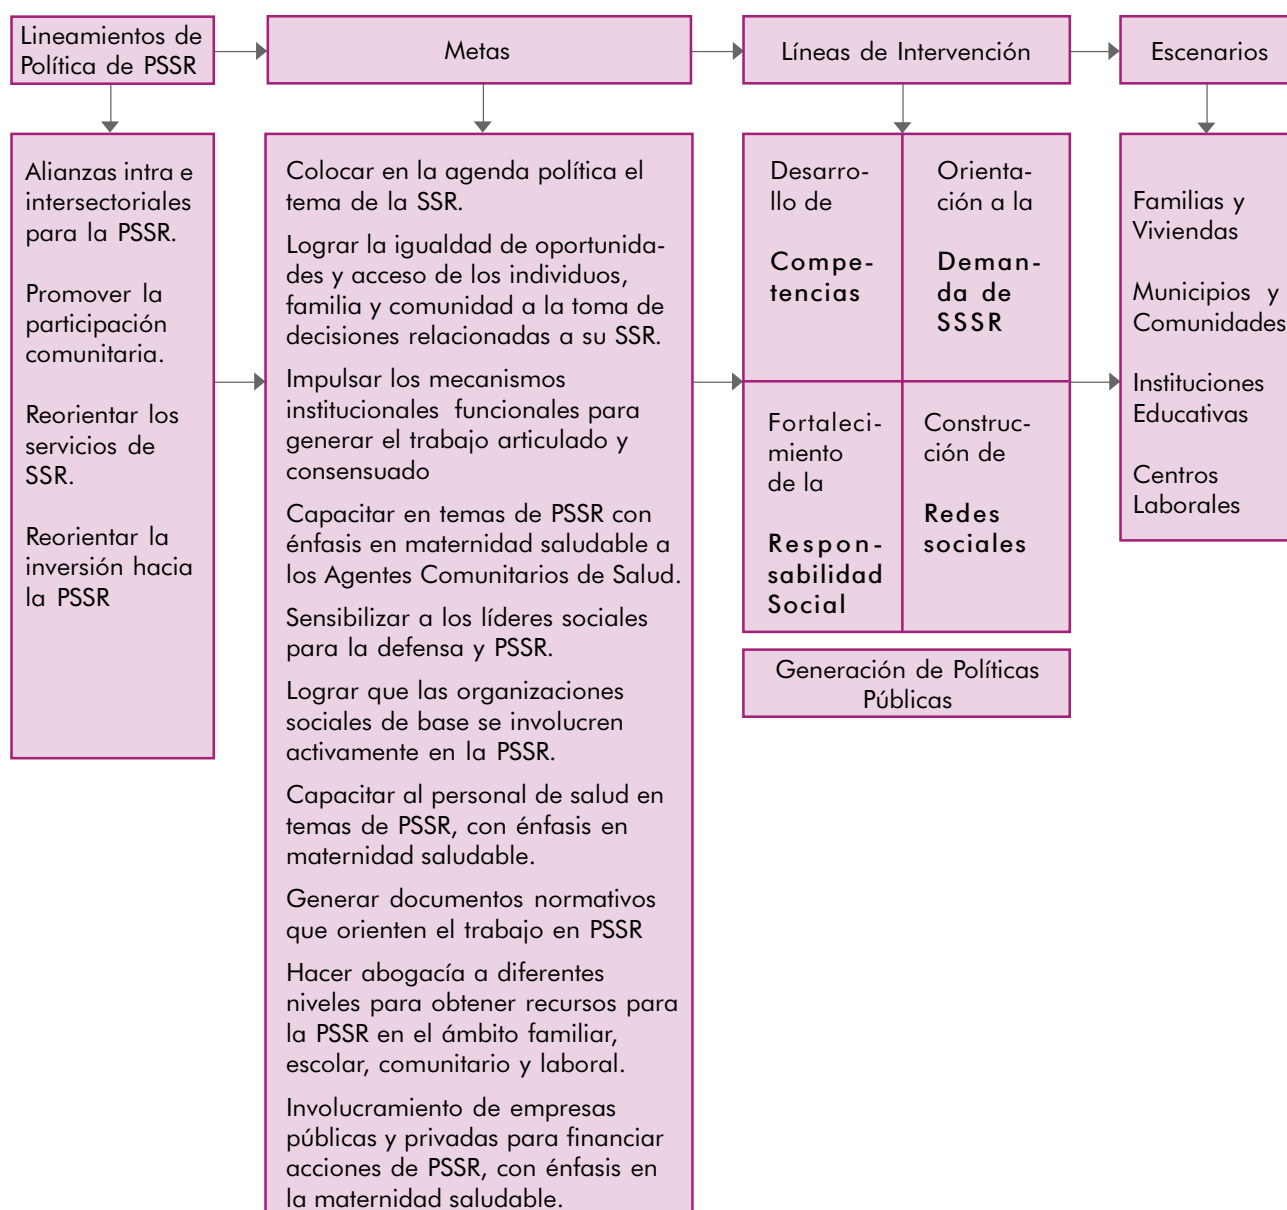 Lineamientos de
Política de PSSR
Metas
Líneas de Intervención
Escenarios
Alianzas intra e
intersectoriales
para la PSSR.
Promover la
participación
comunitaria.
Reorientar los
servicios de
SSR.
Reorientar la
inversión hacia
la PSSR
Colocar en la agenda política el
tema de la SSR.
Lograr la igualdad de oportunida-
des y acceso de los individuos,
familia y comunidad a la toma de
decisiones relacionadas a su SSR.
Impulsar los mecanismos
institucionales funcionales para
generar el trabajo articulado y
consensuado
Capacitar en temas de PSSR con
énfasis en maternidad saludable a
los Agentes Comunitarios de Salud.
Sensibilizar a los líderes sociales
para la defensa y PSSR.
Lograr que las organizaciones
sociales de base se involucren
activamente en la PSSR.
Capacitar al personal de salud en
temas de PSSR, con énfasis en
maternidad saludable.
Generar documentos normativos
que orienten el trabajo en PSSR
Hacer abogacía a diferentes
niveles para obtener recursos para
la PSSR en el ámbito familiar,
escolar, comunitario y laboral.
Involucramiento de empresas
públicas y privadas para financiar
acciones de PSSR, con énfasis en
la maternidad saludable.
Desarro-
llo de
Compe-
tencias
Orienta-
ción a la
Deman-
da de
SSSR
Fortaleci-
miento
de la
Respon-
sabilidad
Social
Construc-
ción de
Redes
sociales
Generación de Políticas
Públicas
Familias y
Viviendas
Municipios y
Comunidades
Instituciones
Educativas
Centros
Laborales